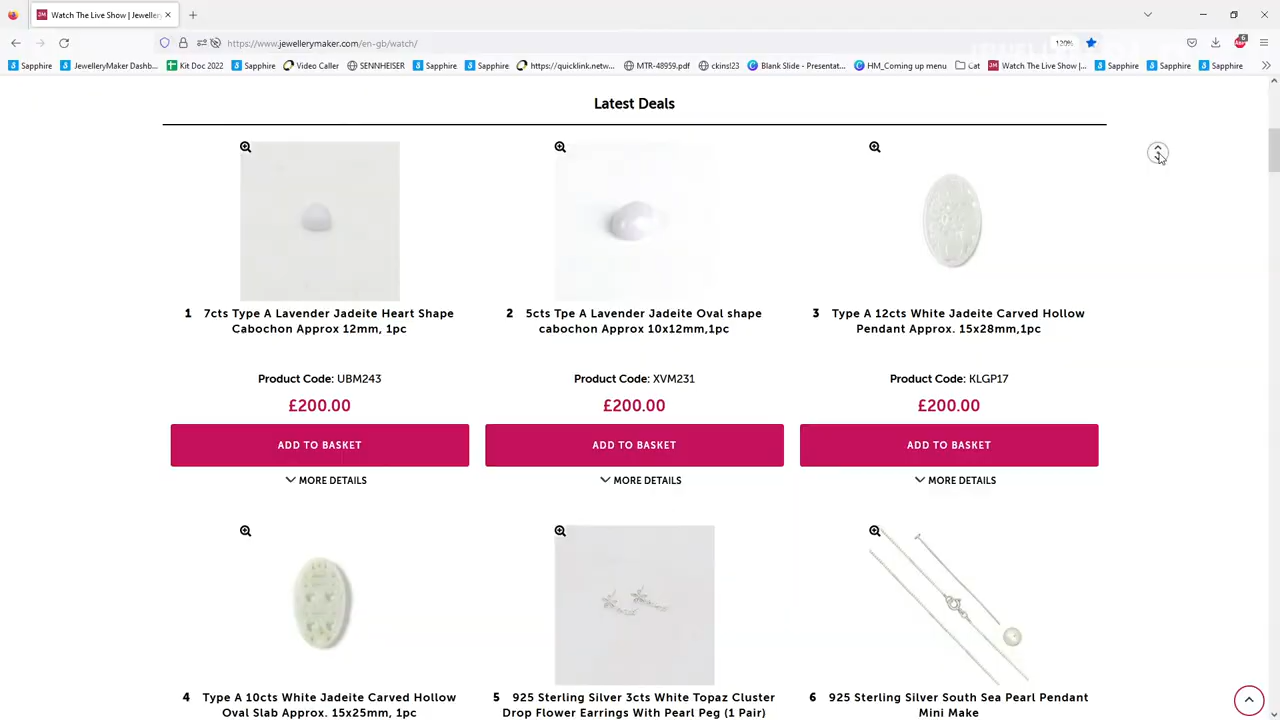 Watch The Live Show | Jeweller
https://www.jewellerymaker.com/en-gb/watch/
120%
Sapphire
JewelleryMaker Dashb...
Kit Doc 2022
Sapphire
Video Caller
SENNHEISER
Sapphire
Sapphire
https://quicklink.netw...
MTR-48959.pdf
ckins!23
Blank Slide - Presentat...
HM_Coming up menu
Cat
Watch The Live Show |...
Sapphire
Sapphire
Sapphire
Latest Deals
1 7cts Type A Lavender Jadeite Heart Shape
Cabochon Approx 12mm, 1pc
Product Code: UBM243
£200.00
ADD TO BASKET
MORE DETAILS
2 5cts Tpe A Lavender Jadeite Oval shape
cabochon Approx 10x12mm,1pc
Product Code: XVM231
£200.00
ADD TO BASKET
MORE DETAILS
3 Type A 12cts White Jadeite Carved Hollow
Pendant Approx. 15x28mm,1pc
Product Code: KLGP17
£200.00
ADD TO BASKET
MORE DETAILS
4 Type A 10cts White Jadeite Carved Hollow
Oval Slab Approx. 15x25mm, 1pc
5 925 Sterling Silver 3cts White Topaz Cluster
Drop Flower Earrings With Pearl Peg (1 Pair)
6 925 Sterling Silver South Sea Pearl Pendant
Mini Make